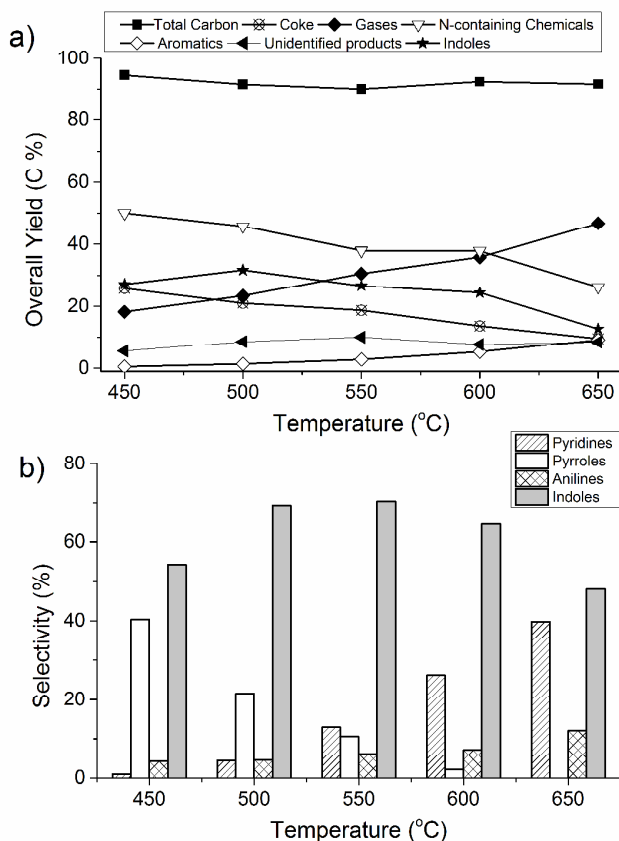 a)
Total Carbon Coke Gases N-containing Chemicals
Aromatics Unidentified products Indoles
100
80
60
40
20
0
Overall Yield (C %)
450 500 550 600 650
Temperature (°C)
b)
Pyridines
Pyrroles
Anilines
Indoles
80
60
40
20
0
Selectivity (%)
450 500 550 600 650
Temperature (°C)